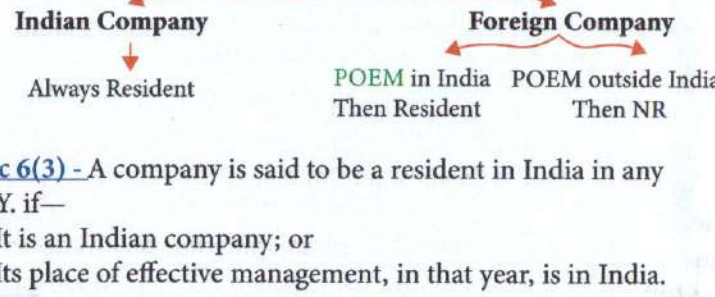 Indian Company Foreign Company
Always Resident
POEM in India POEM outside India
Then Resident Then NR
c 6(3) - A company is said to be a resident in India in any
Y. if—
It is an Indian company; or
Its place of effective management, in that year, is in India.